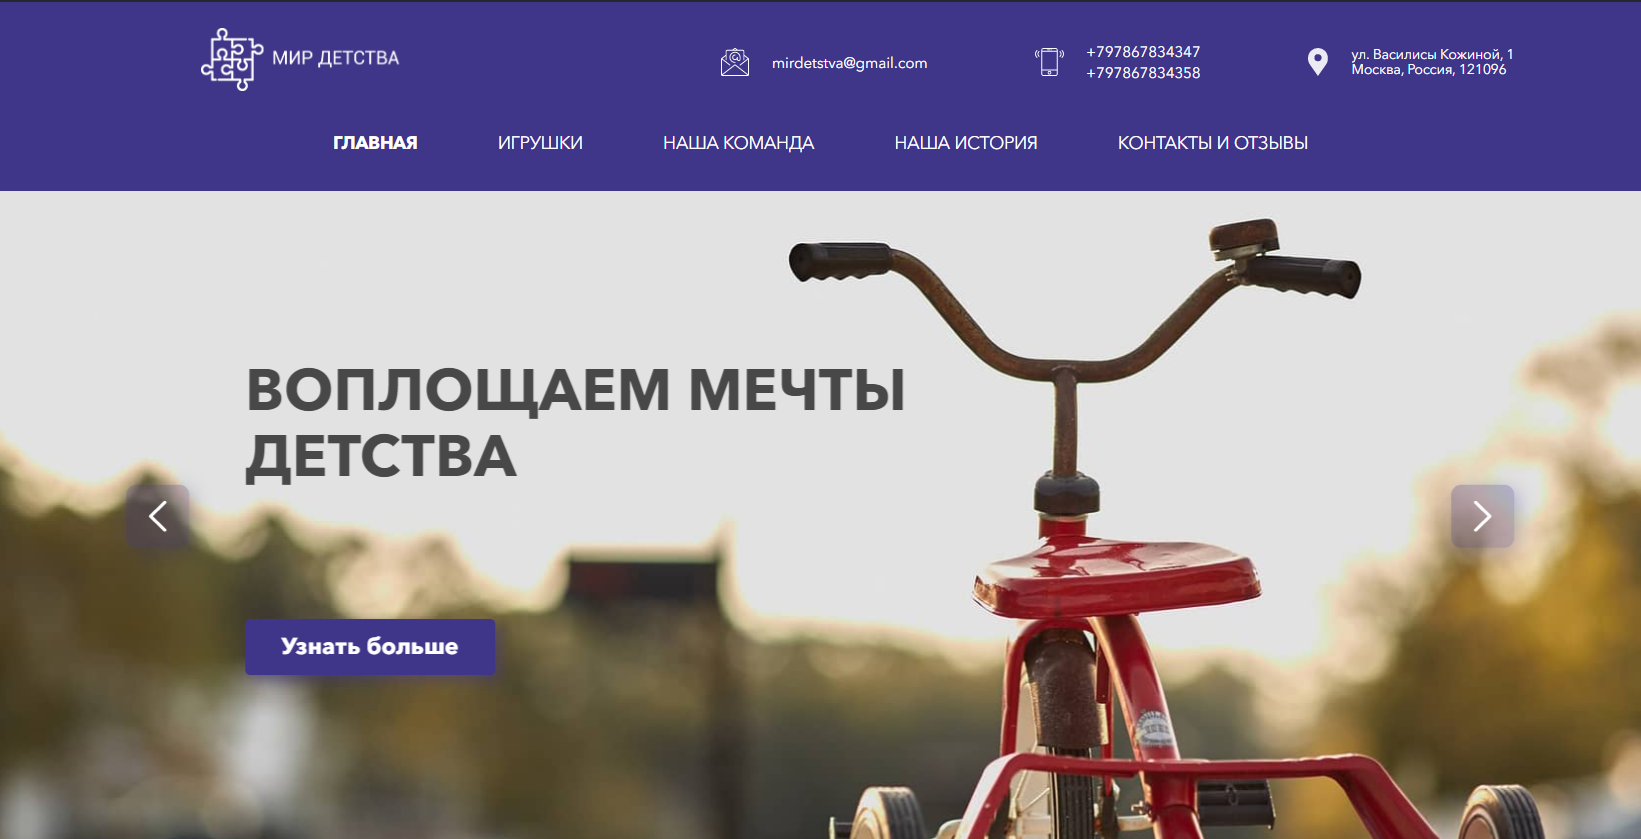 МИР ДЕТСТВА
mirdetstva@gmail.com
+797867834347
+797867834358
ул. Василисы Кожиной, 1
Москва, Россия, 121096
ГЛАВНАЯ
ИГРУШКИ
НАША КОМАНДА
НАША ИСТОРИЯ
КОНТАКТЫ И ОТЗЫВЫ
ВОПЛОЩАЕМ МЕЧТЫ
ДЕТСТВА
Узнать больше